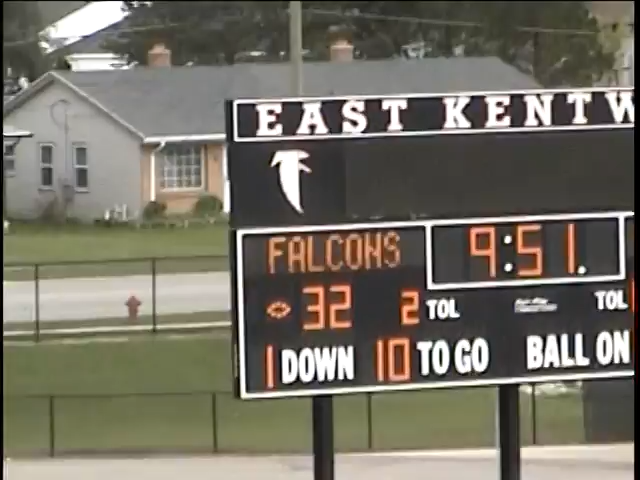 EAST KENTW
FALCONS 9:51
32 2 TOL TOL
1 DOWN 10 TO GO BALL ON